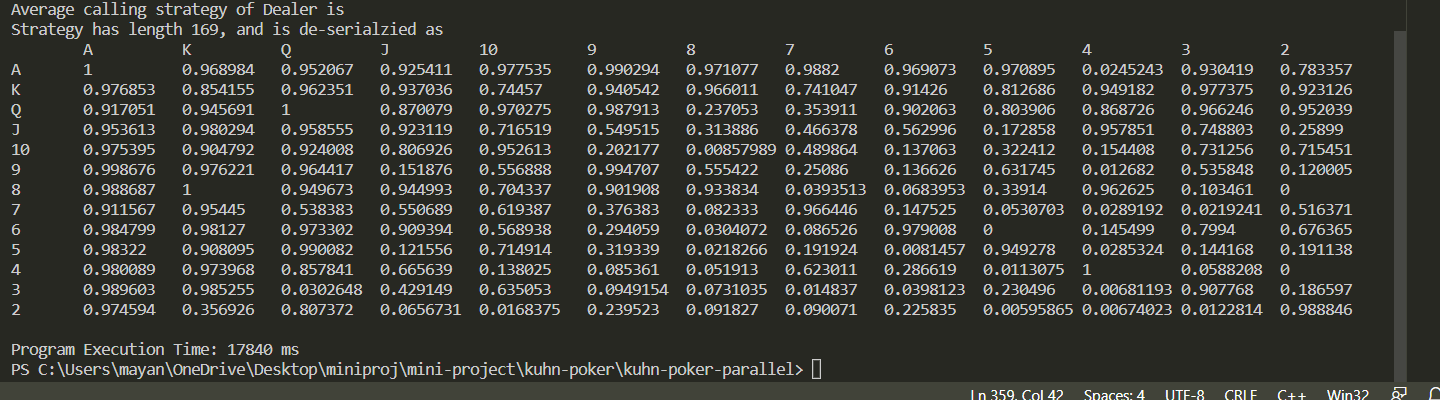 Average calling strategy of Dealer is
Strategy has length 169, and is de-serialzied as
A K Q J 10 9 8 7 6 5 4 3 2
A 1 0.968984 0.952067 0.925411 0.977535 0.990294 0.971077 0.9882 0.969073 0.970895 0.0245243 0.930419 0.783357
K 0.976853 0.854155 0.962351 0.937036 0.74457 0.940542 0.966011 0.741047 0.91426 0.812686 0.949182 0.977375 0.923126
Q 0.917051 0.945691 1 0.870079 0.970275 0.987913 0.237053 0.353911 0.902063 0.803906 0.868726 0.966246 0.952039
J 0.953613 0.980294 0.958555 0.923119 0.716519 0.549515 0.313886 0.466378 0.562996 0.172858 0.957851 0.748803 0.25899
10 0.975395 0.904792 0.924008 0.806926 0.952613 0.202177 0.00857989 0.489864 0.137063 0.322412 0.154408 0.731256 0.715451
9 0.998676 0.976221 0.964417 0.151876 0.556888 0.994707 0.555422 0.25086 0.136626 0.631745 0.012682 0.535848 0.120005
8 0.988687 1 0.949673 0.944993 0.704337 0.901908 0.933834 0.0393513 0.0683953 0.33914 0.962625 0.103461 0
7 0.911567 0.95445 0.538383 0.550689 0.619387 0.376383 0.082333 0.966446 0.147525 0.0530703 0.0289192 0.0219241 0.516371
6 0.984799 0.98127 0.973302 0.909394 0.568938 0.294059 0.0304072 0.086526 0.979008 0 0.145499 0.7994 0.676365
5 0.98322 0.908095 0.990082 0.121556 0.714914 0.319339 0.0218266 0.191924 0.0081457 0.949278 0.0285324 0.144168 0.191138
4 0.980089 0.973968 0.857841 0.665639 0.138025 0.085361 0.051913 0.623011 0.286619 0.0113075 1 0.0588208 0
3 0.989603 0.985255 0.0302648 0.429149 0.635053 0.0949154 0.0731035 0.014837 0.0398123 0.230496 0.00681193 0.907768 0.186597
2 0.974594 0.356926 0.807372 0.0656731 0.0168375 0.239523 0.091827 0.090071 0.225835 0.00595865 0.00674023 0.0122814 0.988846
Program Execution Time: 17840 ms
PS C:\Users\mayan\OneDrive\Desktop\miniproj\mini-project\kuhn-poker\kuhn-poker-parallel>
Ln 359, Col 42 Spaces: 4 UTF-8 CRLF C++ Win32